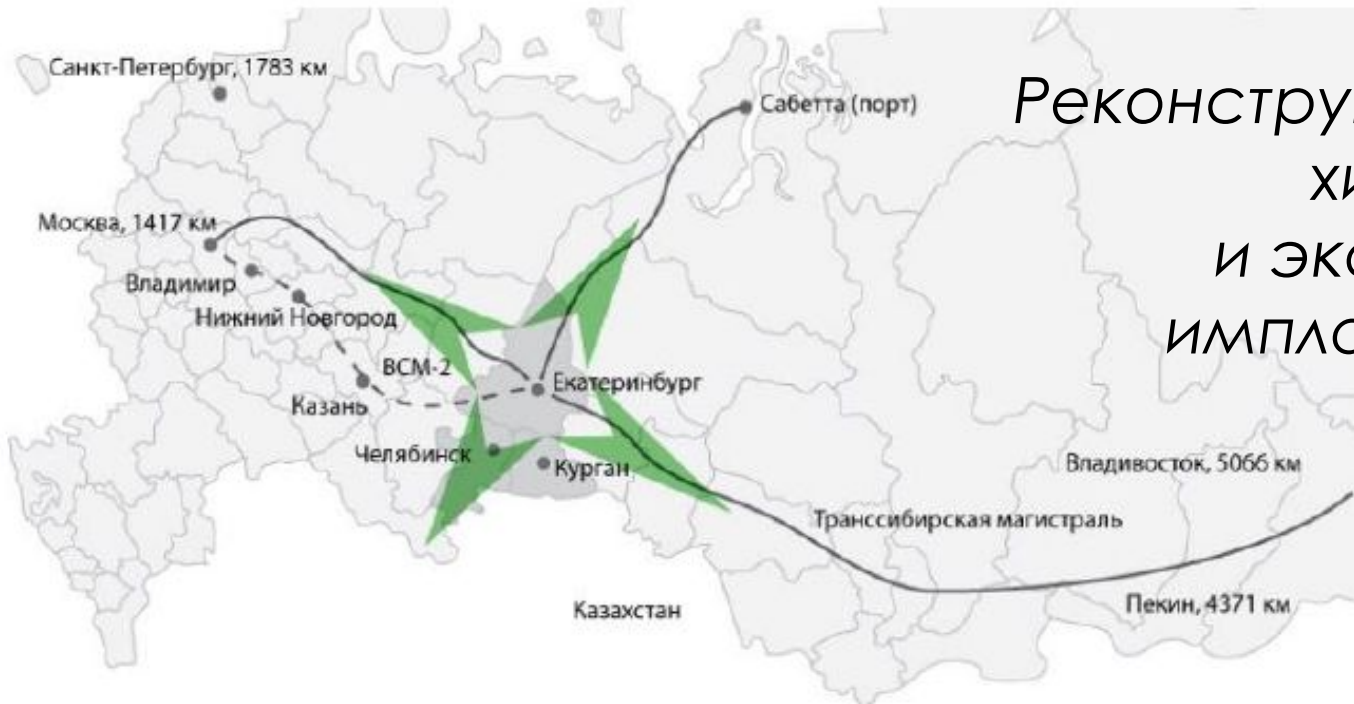 Санкт-Петербург, 1783 км
Сабетта (порт)
Москва, 1417 км
Владимир
Нижний Новгород
ВСМ-2
Казань
Екатеринбург
Челябинск
Курган
Владивосток, 5066 км
Транссибирская магистраль
Пекин, 4371 км
Казахстан
и